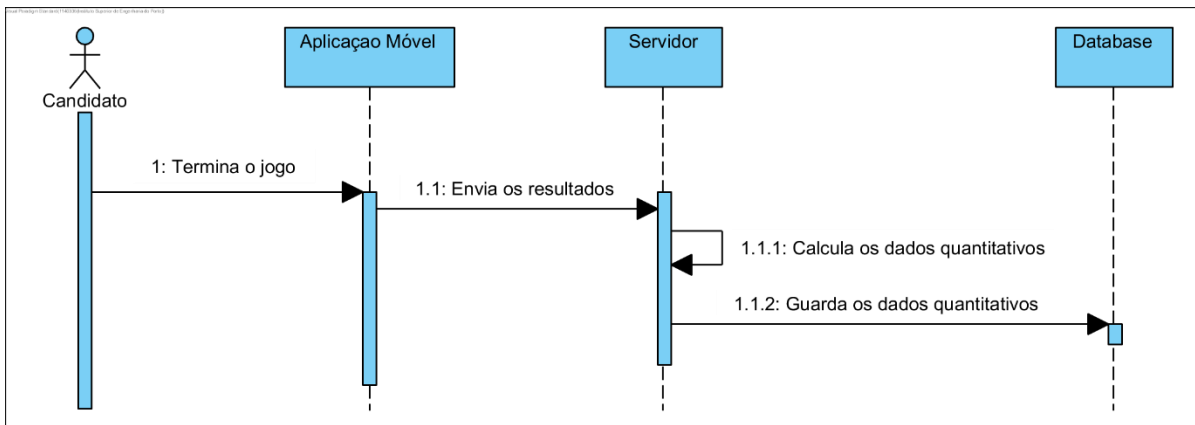 Aplicaçao Móvel
Servidor
Database
Candidato
1: Termina o jogo
1.1: Envia os resultados
1.1.1: Calcula os dados quantitativos
1.1.2: Guarda os dados quantitativos